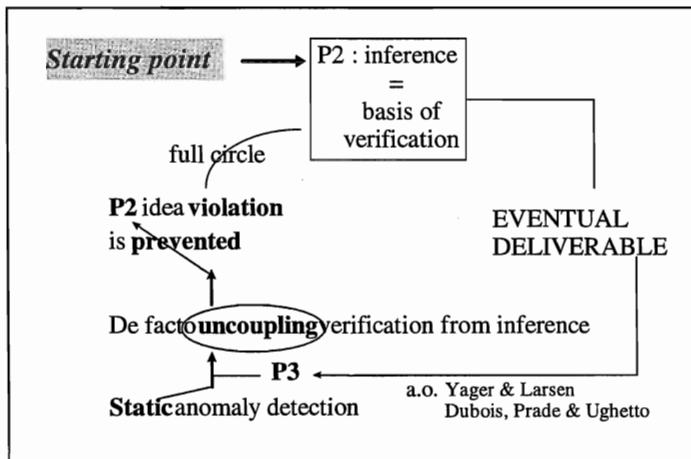 Starting point
P2 : inference
=
basis of
verification
full circle
P2 idea violation
is prevented
EVENTUAL
DELIVERABLE
De facto uncoupling verification from inference
P3
a.o. Yager & Larsen
Dubois, Prade & Ughetto
Static anomaly detection